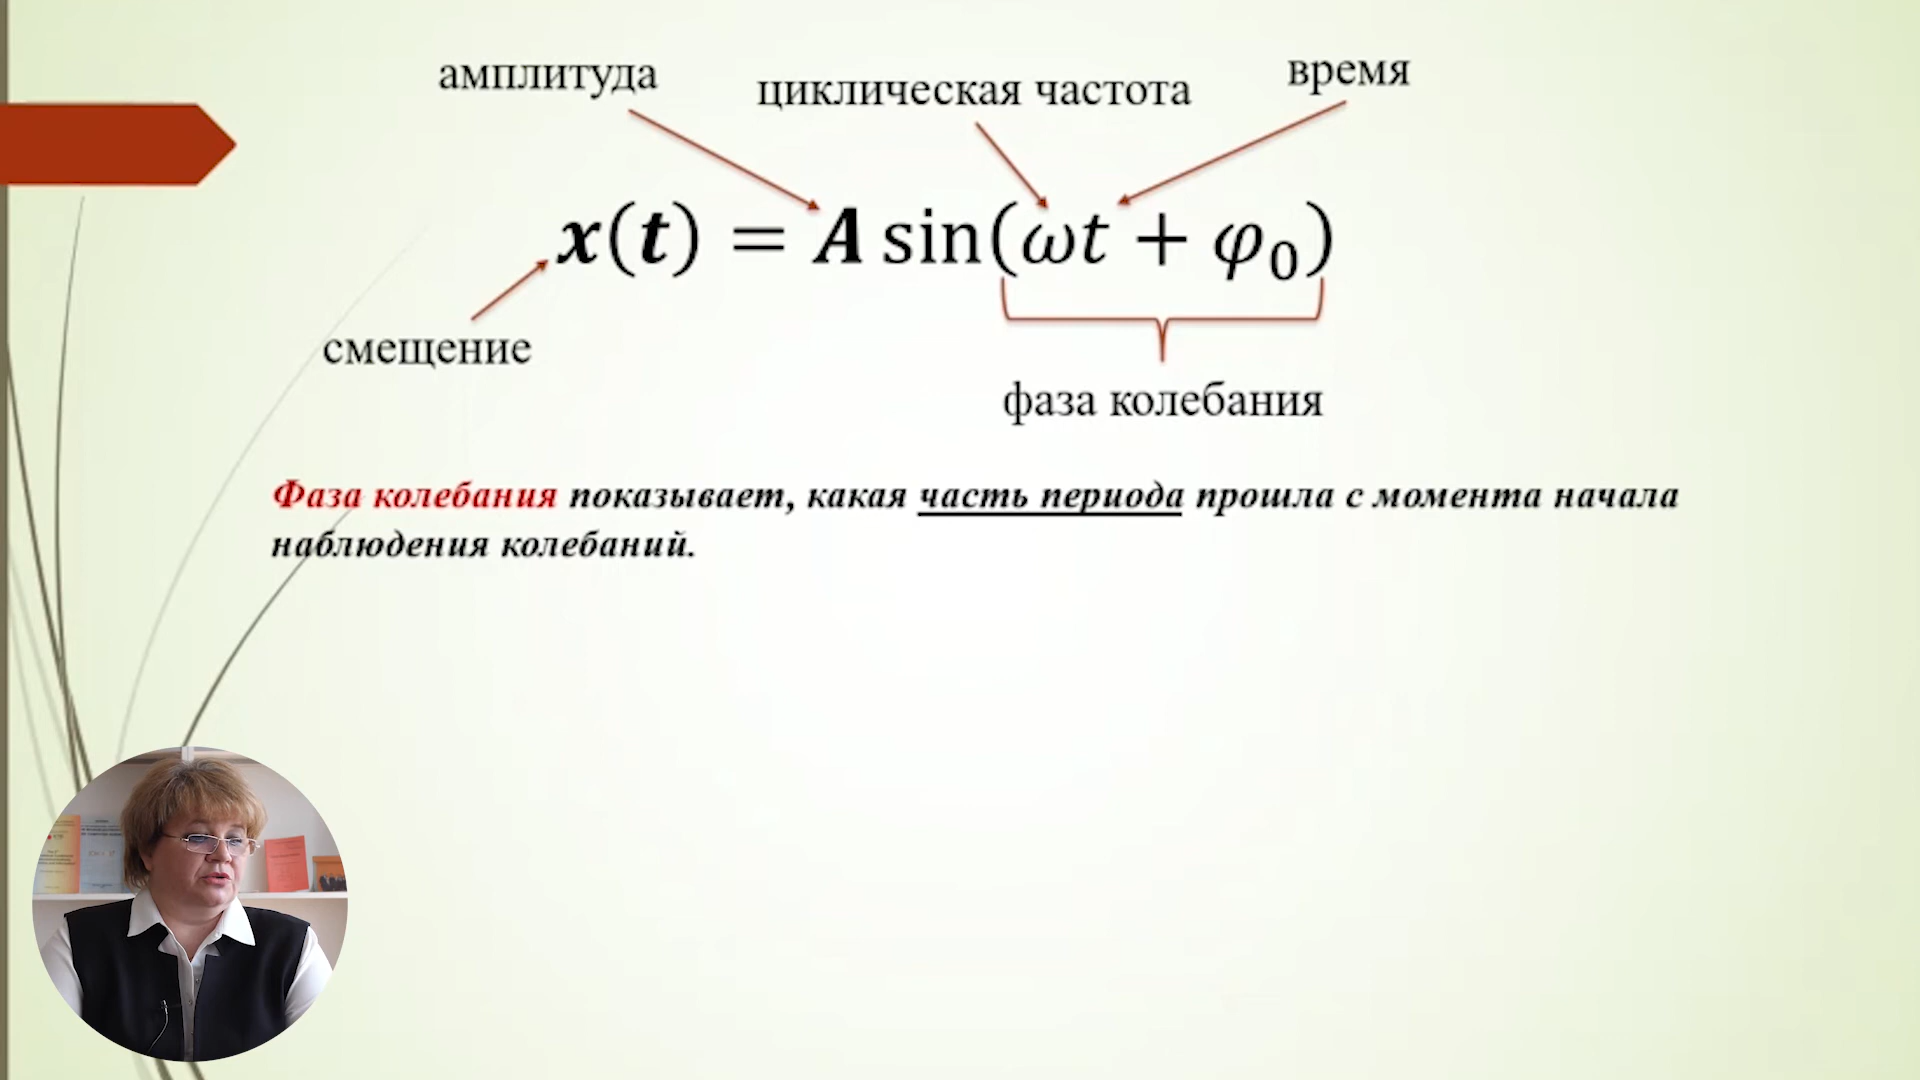 амплитуда
циклическая частота
время
x(t) = A sin(ωt + φ₀)
смещение
фаза колебания
Фаза колебания показывает, какая часть периода прошла с момента начала
наблюдения колебаний.